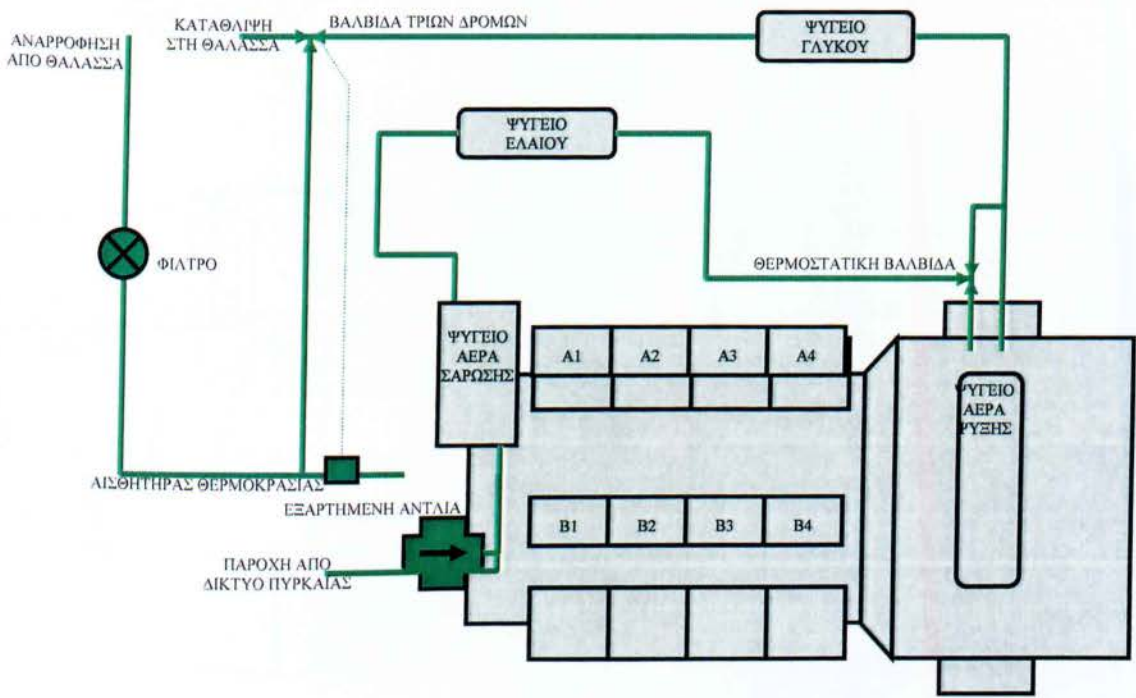 ΚΑΤΑΘΛΙΨΗ
ΣΤΗ ΘΑΛΑΣΣΑ
ΒΑΛΒΙΔΑ ΤΡΙΩΝ ΔΡΟΜΩΝ
ΨΥΓΕΙΟ
ΓΛΥΚΟΥ
ΑΝΑΡΡΟΦΗΣΗ
ΑΠΟ ΘΑΛΑΣΣΑ
ΨΥΓΕΙΟ
ΕΛΑΙΟΥ
ΦΙΛΤΡΟ
ΘΕΡΜΟΣΤΑΤΙΚΗ ΒΑΛΒΙΔΑ
ΨΥΓΕΙΟ
ΑΕΡΑ
ΣΑΡΩΣΗΣ
A1
A2
A3
A4
ΨΥΓΕΙΟ
ΑΕΡΑ
ΨΥΞΗΣ
ΑΙΣΘΗΤΗΡΑΣ ΘΕΡΜΟΚΡΑΣΙΑΣ
ΕΞΑΡΤΗΜΕΝΗ ΑΝΤΛΙΑ
B1
B2
B3
B4
ΠΑΡΟΧΗ ΑΠΟ
ΔΙΚΤΥΟ ΠΥΡΚΑΙΑΣ